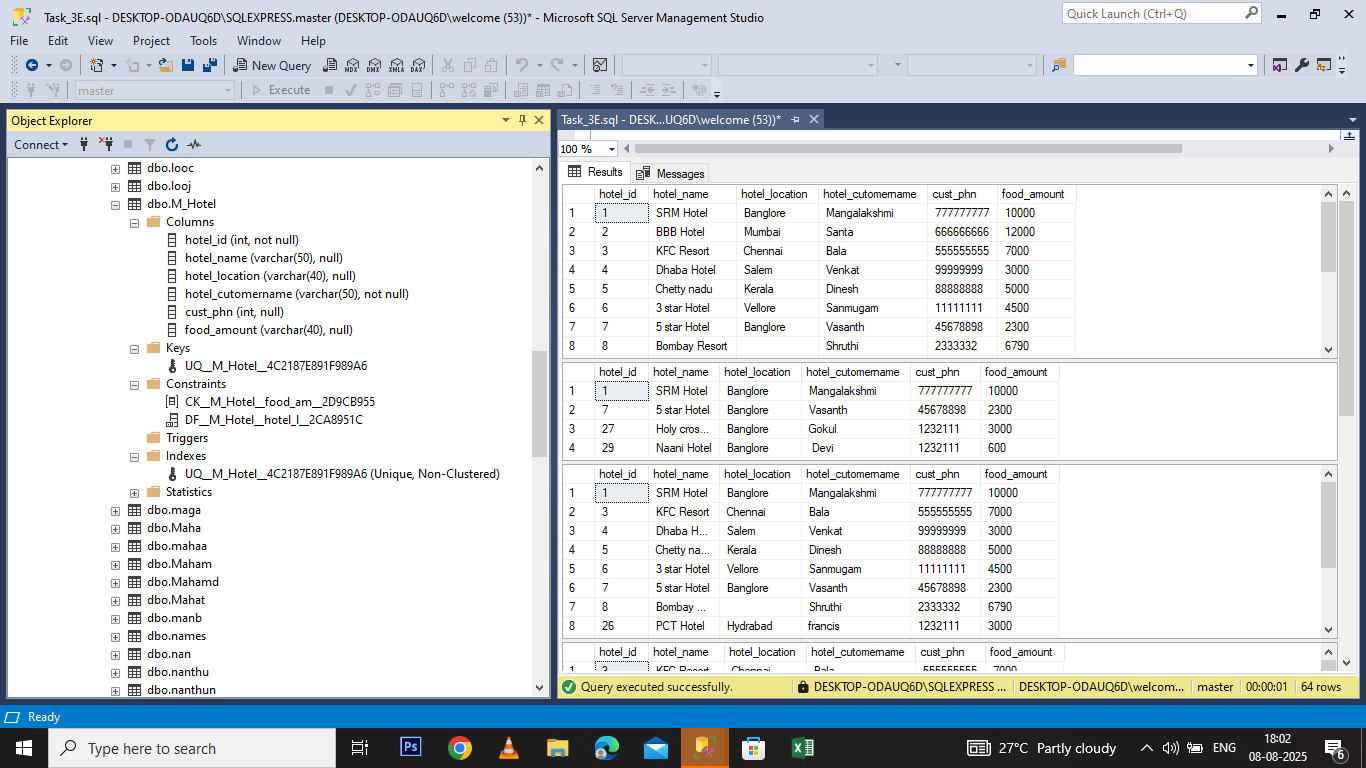 Task_3E.sql - DESKTOP-ODAUQ6D\SQLEXPRESS.master (DESKTOP-ODAUQ6D\welcome (53))* - Microsoft SQL Server Management Studio
Quick Launch (Ctrl+Q)
File Edit View Project Tools Window Help
New Query MDX DMX XMLA DAX
master Execute
Object Explorer
Connect
dbo.looc
dbo.looj
dbo.M_Hotel
Columns
hotel_id (int, not null)
hotel_name (varchar(50), null)
hotel_location (varchar(40), null)
hotel_cutomername (varchar(50), not null)
cust_phn (int, null)
food_amount (varchar(40), null)
Keys
UQ__M_Hotel__4C2187E891F989A6
Constraints
CK__M_Hotel__food_am__2D9CB955
DF__M_Hotel__hotel_l__2CA8951C
Triggers
Indexes
UQ__M_Hotel__4C2187E891F989A6 (Unique, Non-Clustered)
Statistics
dbo.maga
dbo.Maha
dbo.mahaa
dbo.Maham
dbo.Mahamd
dbo.Mahat
dbo.manb
dbo.names
dbo.nan
dbo.nanthu
dbo.nanthun
Task_3E.sql - DESK...UQ6D\welcome (53))*
100 %
Results Messages
hotel_id hotel_name hotel_location hotel_cutomername cust_phn food_amount
1 1 SRM Hotel Banglore Mangalakshmi 777777777 10000
2 2 BBB Hotel Mumbai Santa 666666666 12000
3 3 KFC Resort Chennai Bala 555555555 7000
4 4 Dhaba Hotel Salem Venkat 99999999 3000
5 5 Chetty nadu Kerala Dinesh 88888888 5000
6 6 3 star Hotel Vellore Sanmugam 11111111 4500
7 7 5 star Hotel Banglore Vasanth 45678898 2300
8 8 Bombay Resort Shruthi 2333332 6790
hotel_id hotel_name hotel_location hotel_cutomername cust_phn food_amount
1 1 SRM Hotel Banglore Mangalakshmi 777777777 10000
2 7 5 star Hotel Banglore Vasanth 45678898 2300
3 27 Holy cros... Banglore Gokul 1232111 3000
4 29 Naani Hotel Banglore Devi 1232111 600
hotel_id hotel_name hotel_location hotel_cutomername cust_phn food_amount
1 1 SRM Hotel Banglore Mangalakshmi 777777777 10000
2 3 KFC Resort Chennai Bala 555555555 7000
3 4 Dhaba H... Salem Venkat 99999999 3000
4 5 Chetty na... Kerala Dinesh 88888888 5000
5 6 3 star Hotel Vellore Sanmugam 11111111 4500
6 7 5 star Hotel Banglore Vasanth 45678898 2300
7 8 Bombay ... Shruthi 2333332 6790
8 26 PCT Hotel Hydrabad francis 1232111 3000
hotel_id hotel_name hotel_location hotel_cutomername cust_phn food_amount
1 3 KFC Resort Chennai Bala 555555555 7000
Query executed successfully. DESKTOP-ODAUQ6D\SQLEXPRESS ... DESKTOP-ODAUQ6D\welcom... master 00:00:01 64 rows
Ready
Type here to search Ps 27°C Partly cloudy ENG 18:02
08-08-2025 6